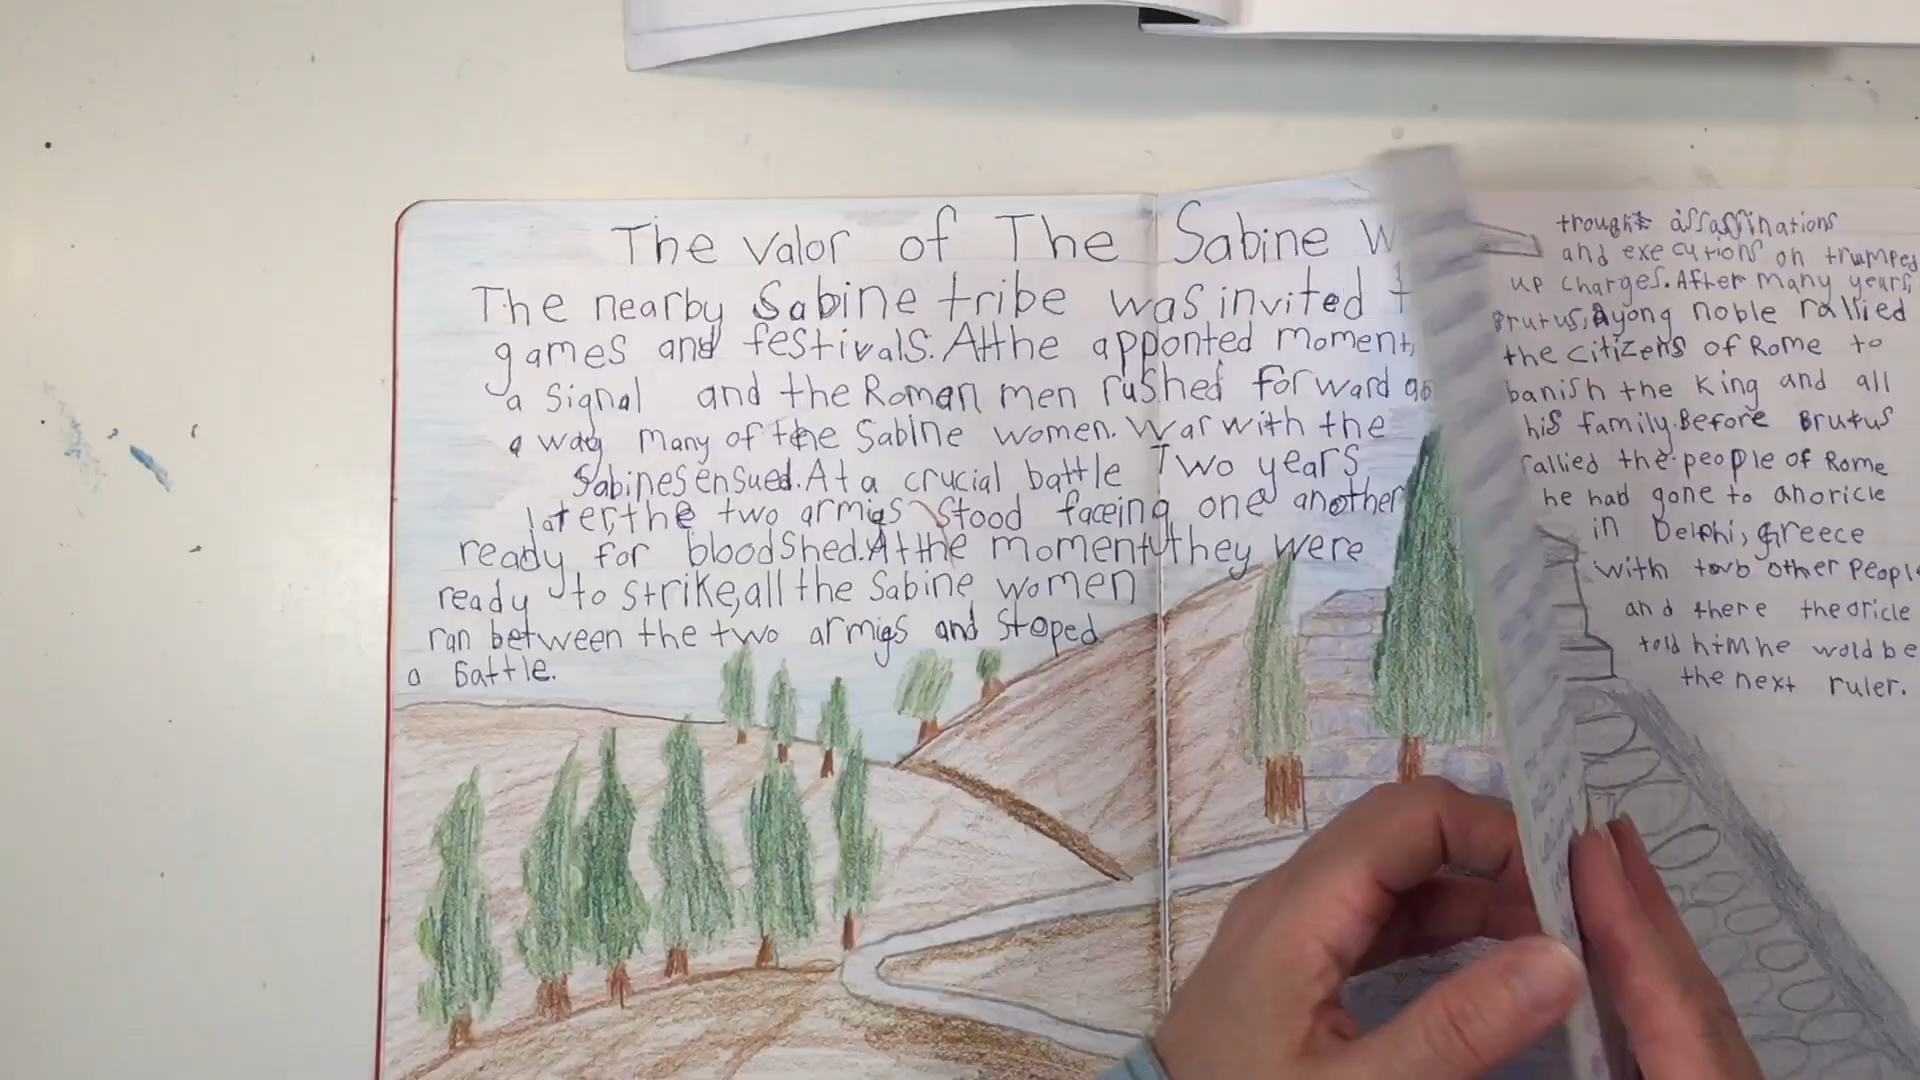 The valor of The Sabine W
The nearby Sabine tribe was invited t
games and festivals. At the apponted moment,
a signal and the Roman men rushed forward
a way many of the Sabine women. War with the
Sabines ensued. At a crucial battle Two years
later, the two armies stood faceing one another
ready for bloodshed. At the moment they were
ready to strike, all the Sabine women
ran between the two armies and stoped
a battle.
trought assassinations
and executions on trumped
up charges. After many years,
Brutus, A yong noble rallied
the citizens of Rome to
banish the King and all
his family. Before Brutus
rallied the people of Rome
he had gone to anoricle
in Delphi, greece
with other People
and there the oricle
told him he wold be
the next ruler.